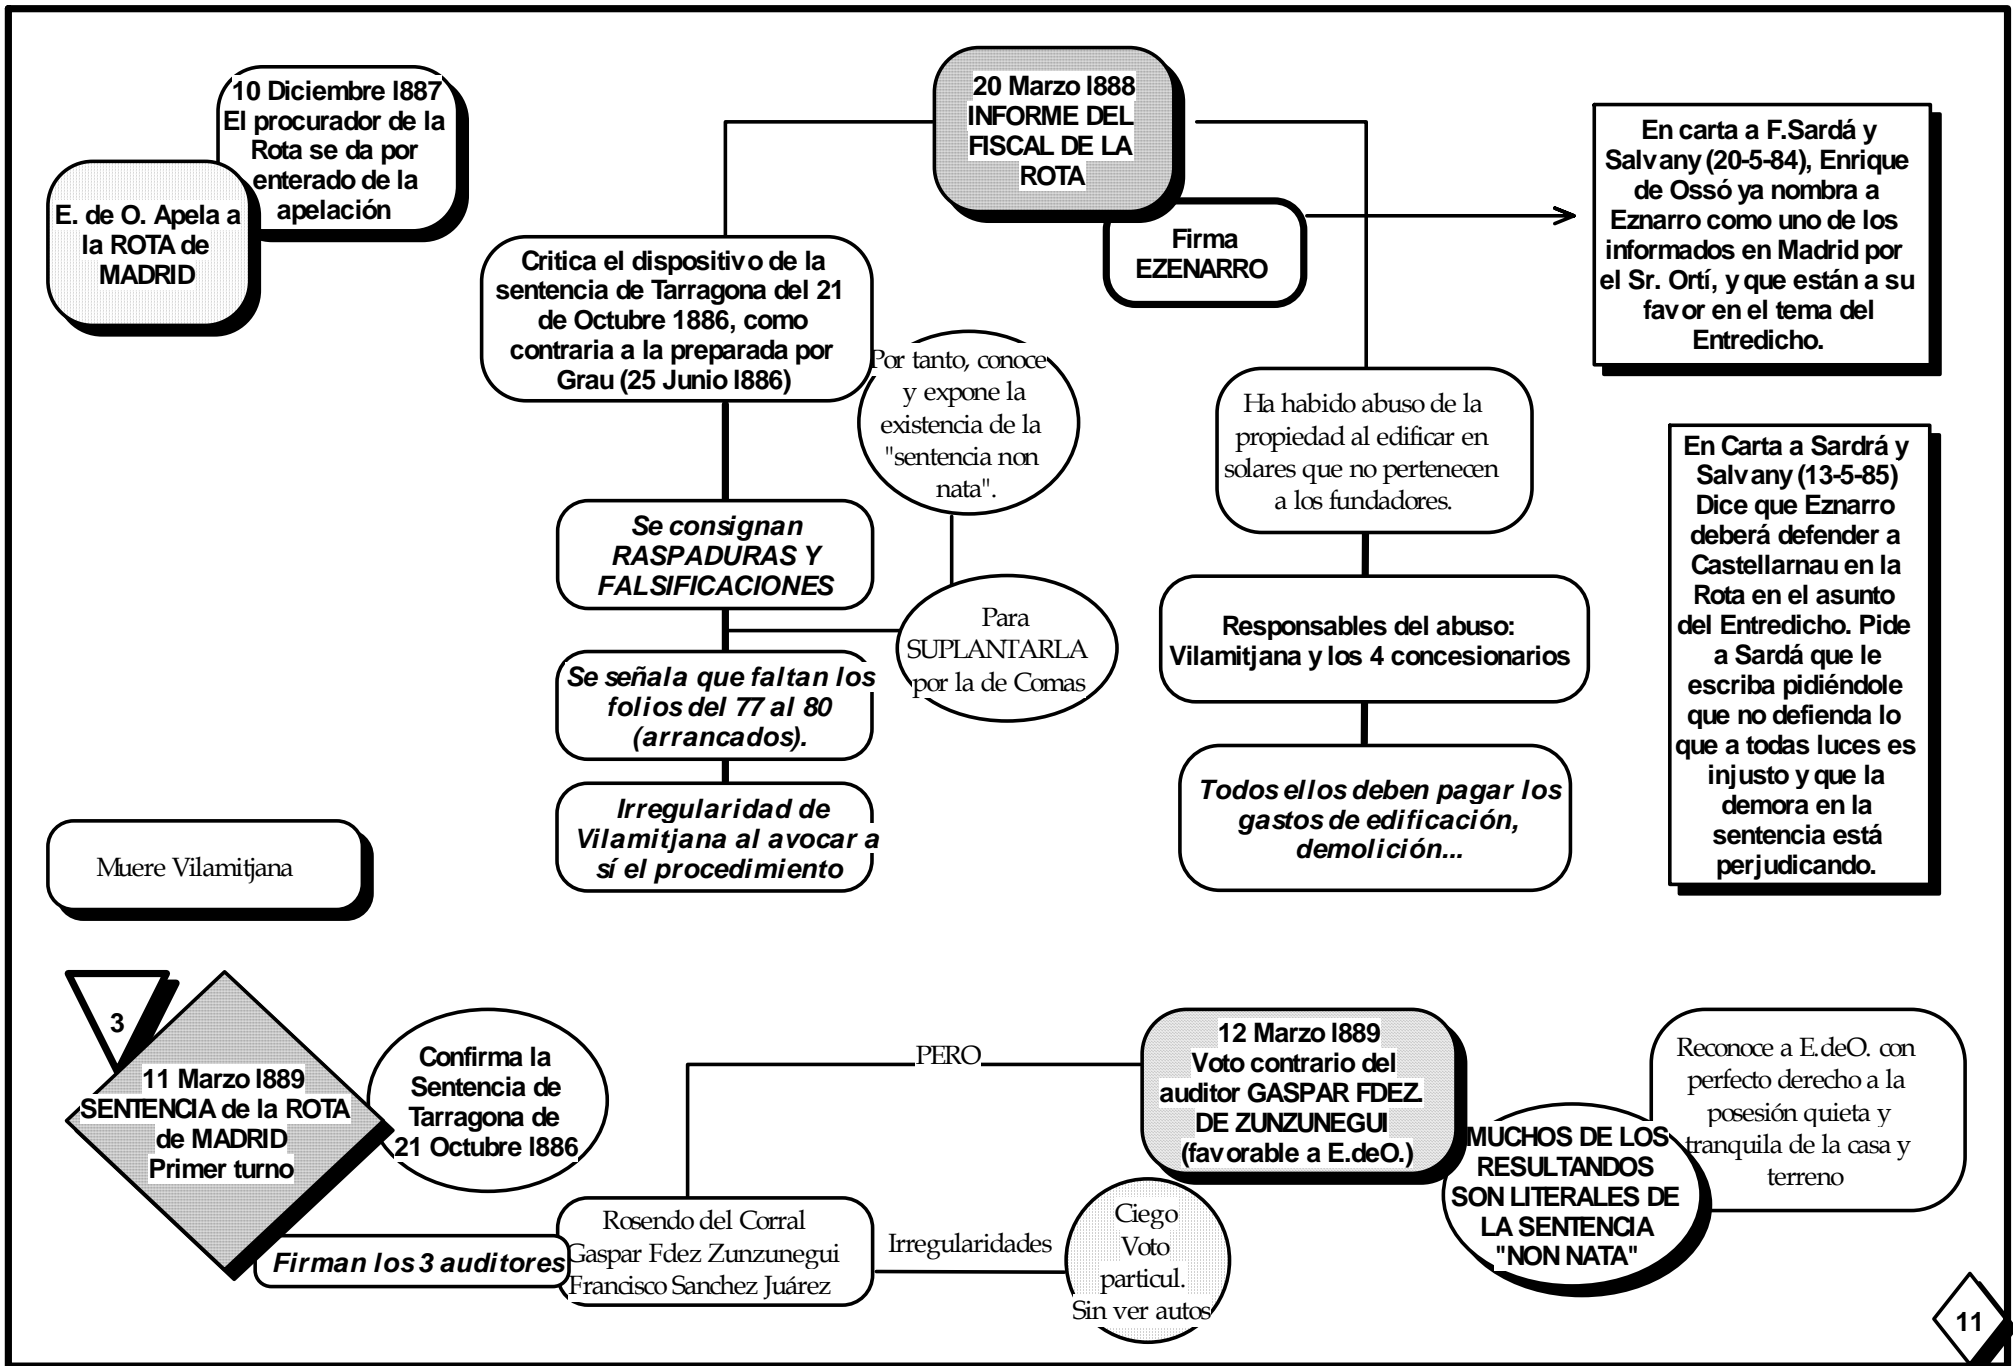 10 Diciembre l887
El procurador de la
Rota se da por
enterado de la
apelación
E. de O. Apela a
la ROTA de
MADRID
20 Marzo l888
INFORME DEL
FISCAL DE LA
ROTA
Firma
EZENARRO
En carta a F.Sardá y
Salvany (20-5-84), Enrique
de Ossó ya nombra a
Eznarro como uno de los
informados en Madrid por
el Sr. Ortí, y que están a su
favor en el tema del
Entredicho.
Critica el dispositivo de la
sentencia de Tarragona del 21
de Octubre 1886, como
contraria a la preparada por
Grau (25 Junio l886)
Por tanto, conoce
y expone la
existencia de la
"sentencia non
nata".
Se consignan
RASPADURAS Y
FALSIFICACIONES
Para
SUPLANTARLA
por la de Comas
Se señala que faltan los
folios del 77 al 80
(arrancados).
Irregularidad de
Vilamitjana al avocar a
sí el procedimiento
Ha habido abuso de la
propiedad al edificar en
solares que no pertenecen
a los fundadores.
Responsables del abuso:
Vilamitjana y los 4 concesionarios
Todos ellos deben pagar los
gastos de edificación,
demolición...
En Carta a Sardrá y
Salvany (13-5-85)
Dice que Eznarro
deberá defender a
Castellarnau en la
Rota en el asunto
del Entredicho. Pide
a Sardá que le
escriba pidiéndole
que no defienda lo
que a todas luces es
injusto y que la
demora en la
sentencia está
perjudicando.
Muere Vilamitjana
3
11 Marzo l889
SENTENCIA de la ROTA
de MADRID
Primer turno
Confirma la
Sentencia de
Tarragona de
21 Octubre l886
Firman los 3 auditores
Rosendo del Corral
Gaspar Fdez Zunzunegui
Francisco Sanchez Juárez
PERO
Irregularidades
Ciego
Voto
particul.
Sin ver autos
12 Marzo l889
Voto contrario del
auditor GASPAR FDEZ.
DE ZUNZUNEGUI
(favorable a E.deO.)
MUCHOS DE LOS
RESULTANDOS
SON LITERALES DE
LA SENTENCIA
"NON NATA"
Reconoce a E.deO. con
perfecto derecho a la
posesión quieta y
tranquila de la casa y
terreno
11